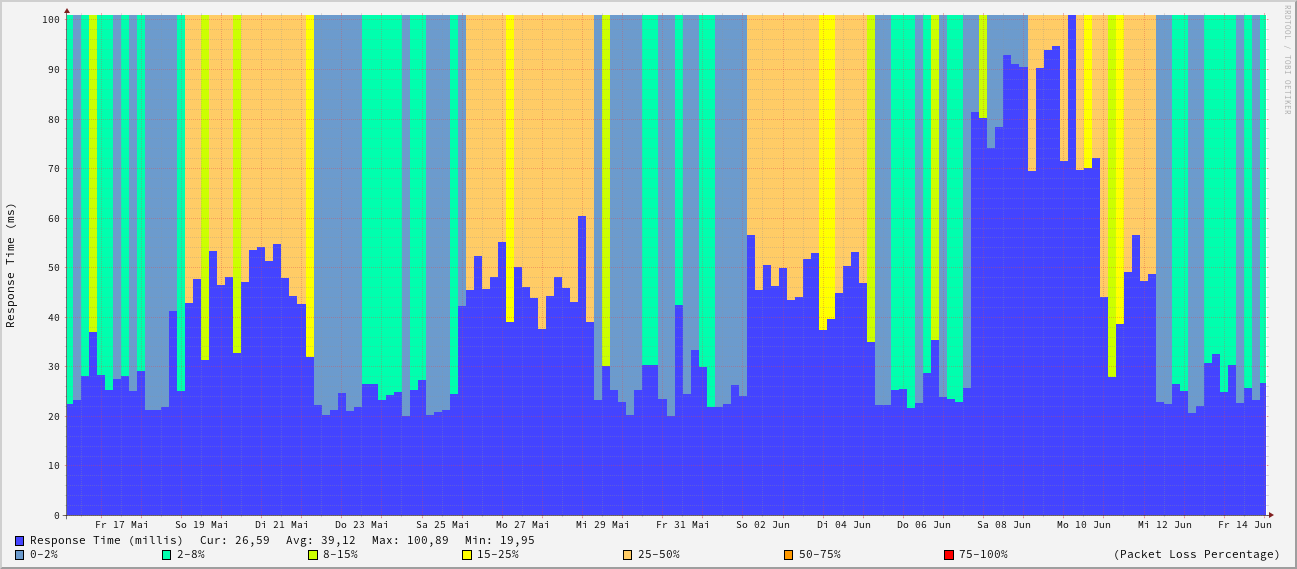 RRDTOOL / TOBI OETIKER
Response Time (ms)
100
90
80
70
60
50
40
30
20
10
0
Fr 17 Mai So 19 Mai Di 21 Mai Do 23 Mai Sa 25 Mai Mo 27 Mai Mi 29 Mai Fr 31 Mai So 02 Jun Di 04 Jun Do 06 Jun Sa 08 Jun Mo 10 Jun Mi 12 Jun Fr 14 Jun
Response Time (millis) Cur: 26,59 Avg: 39,12 Max: 100,89 Min: 19,95
0-2% 2-8% 8-15% 15-25% 25-50% 50-75% 75-100% (Packet Loss Percentage)